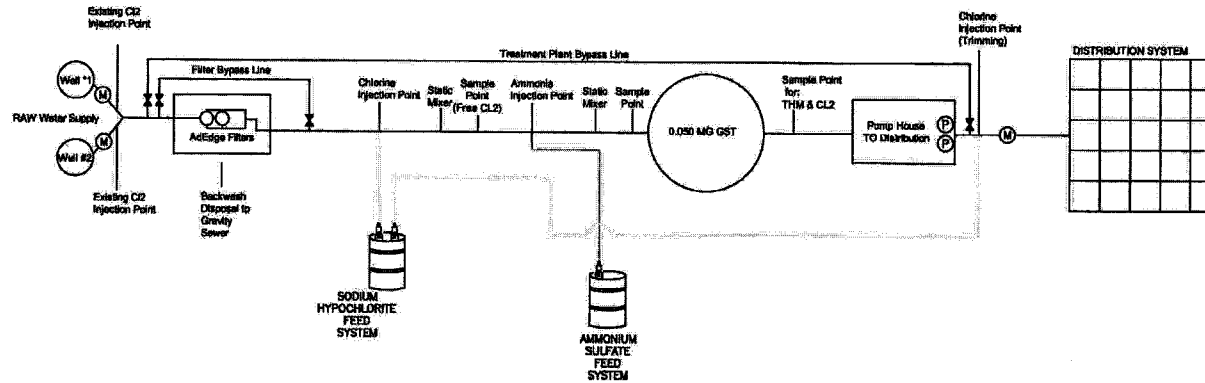 Existing Cl2
Injection Point
Well #1
M
RAW Water Supply
M
Well #2
Existing Cl2
Injection Point
Treatment Plant Bypass Line
Filter Bypass Line
AdEdge Filters
Backwash
Disposal to
Gravity
Sewer
Chlorine
Injection Point
Static
Mixer
Sample
Point
(Free CL2)
Ammonia
Injection Point
Static
Mixer
Sample
Point
0.050 MG GST
Sample Point
for:
THM & CL2
Pump House
TO Distribution
P
P
Chlorine
Injection Point
(Trimming)
M
DISTRIBUTION SYSTEM
SODIUM
HYPOCHLORITE
FEED
SYSTEM
AMMONIUM
SULFATE
FEED
SYSTEM